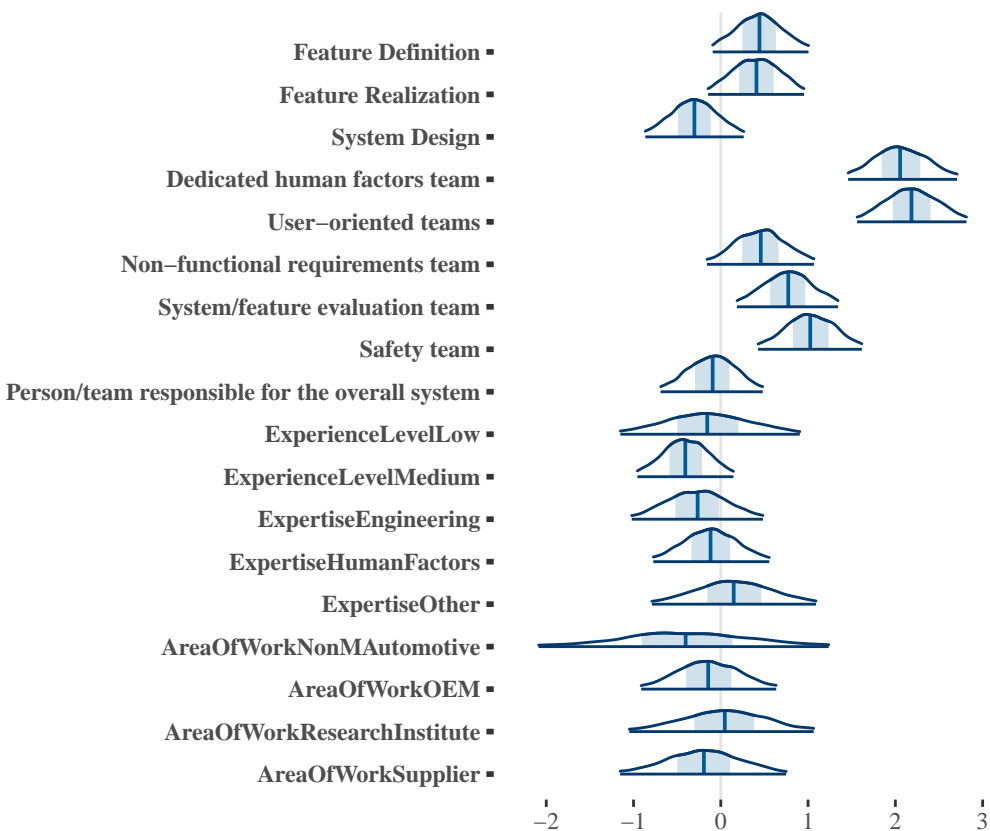 Feature Definition
Feature Realization
System Design
Dedicated human factors team
User−oriented teams
Non−functional requirements team
System/feature evaluation team
Safety team
Person/team responsible for the overall system
ExperienceLevelLow
ExperienceLevelMedium
ExpertiseEngineering
ExpertiseHumanFactors
ExpertiseOther
AreaOfWorkNonMAutomotive
AreaOfWorkOEM
AreaOfWorkResearchInstitute
AreaOfWorkSupplier
−2 −1 0 1 2 3